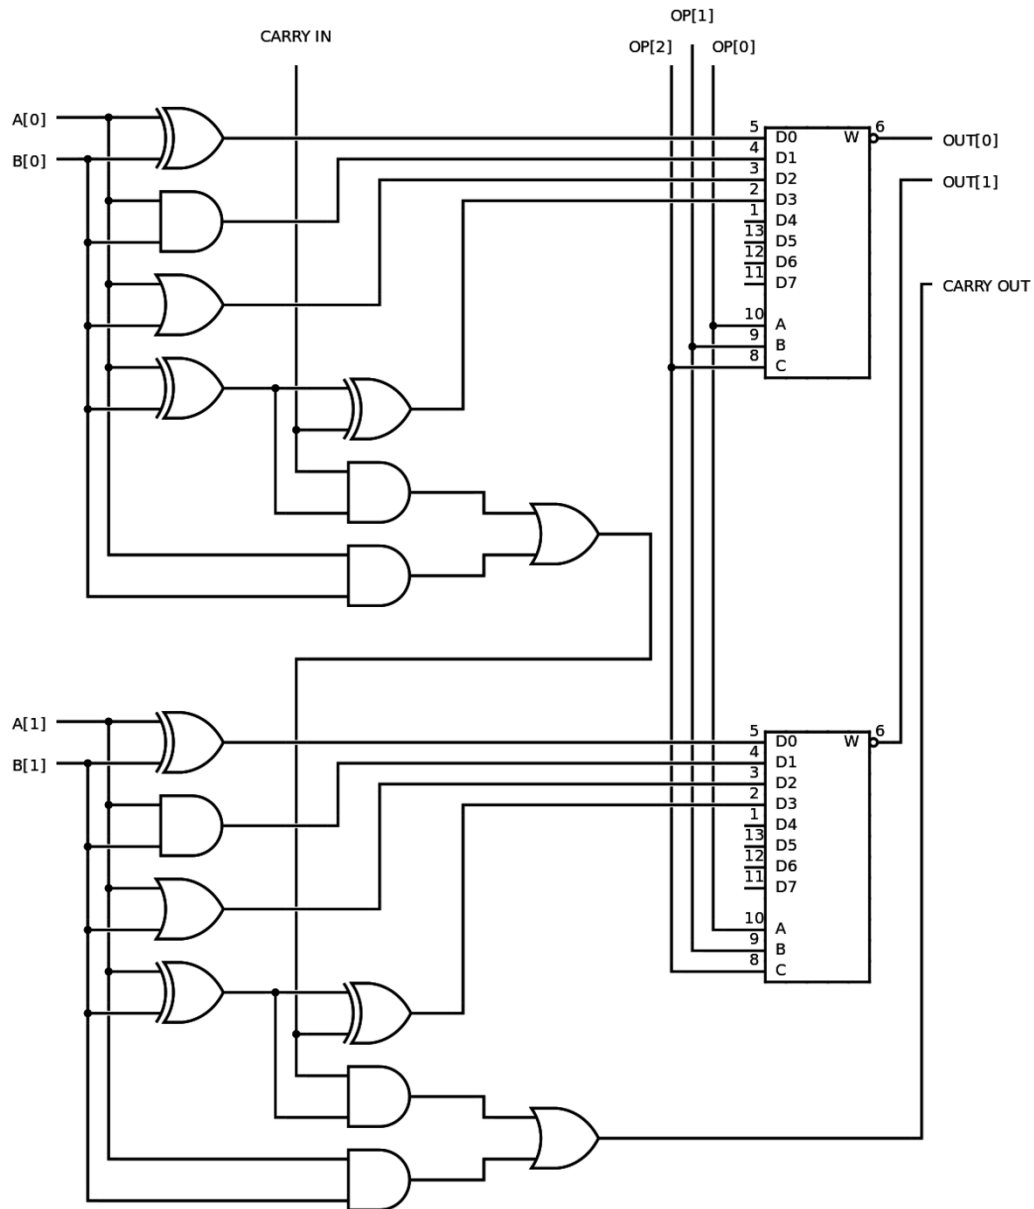 OP[1]
CARRY IN
OP[2]
OP[0]
A[0]
B[0]
5
D0
W
6
OUT[0]
4
D1
3
D2
OUT[1]
2
D3
1
D4
13
D5
12
D6
11
D7
CARRY OUT
10
A
9
B
8
C
A[1]
B[1]
5
D0
W
6
4
D1
3
D2
2
D3
1
D4
13
D5
12
D6
11
D7
10
A
9
B
8
C